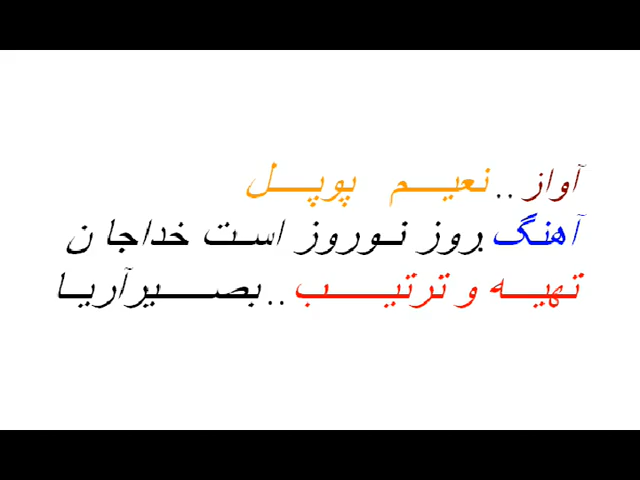 آواز .. نعیم پوپل
آهنگ روز نوروز است خداجان
تهیه و ترتیب .. بصیرآریا